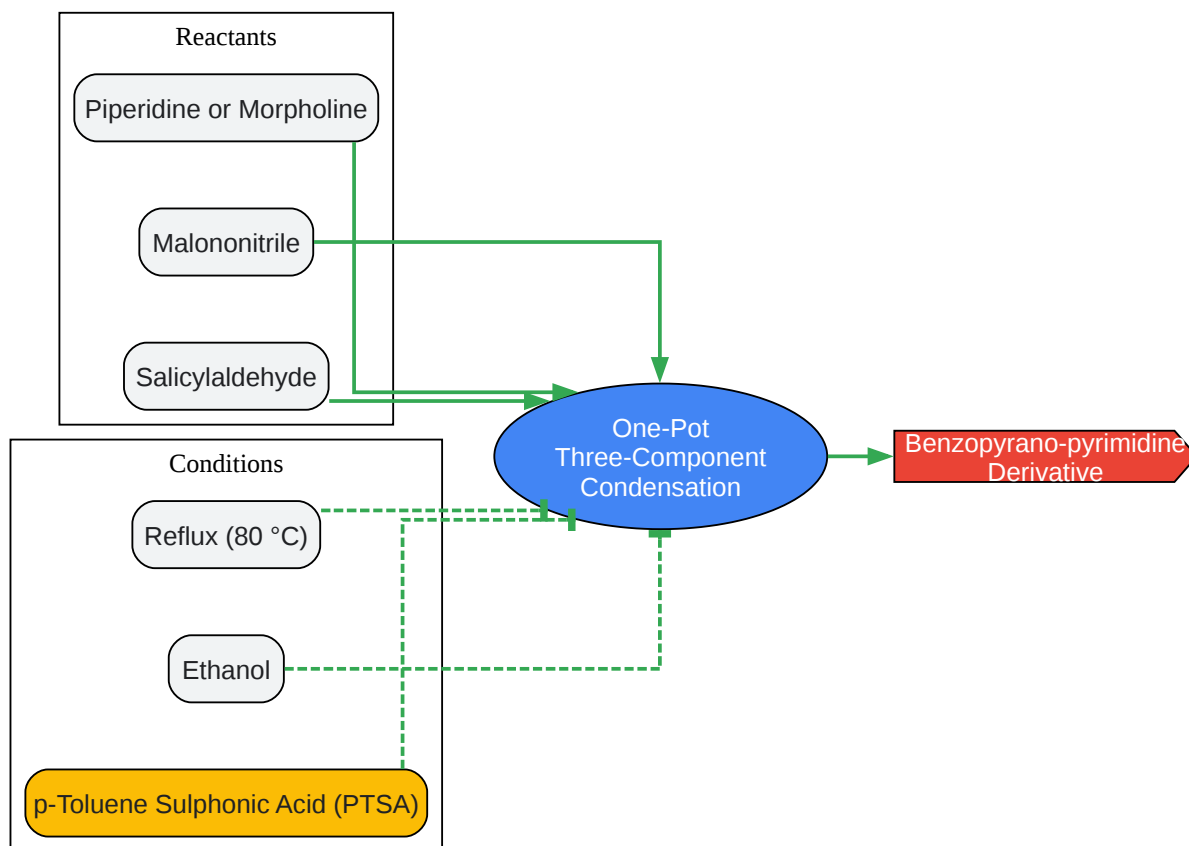 Reactants
Piperidine or Morpholine
Malononitrile
Salicylaldehyde
Conditions
Reflux (80 °C)
Ethanol
p-Toluene Sulphonic Acid (PTSA)
One-Pot
Three-Component
Condensation
Benzopyrano-pyrimidine
Derivative